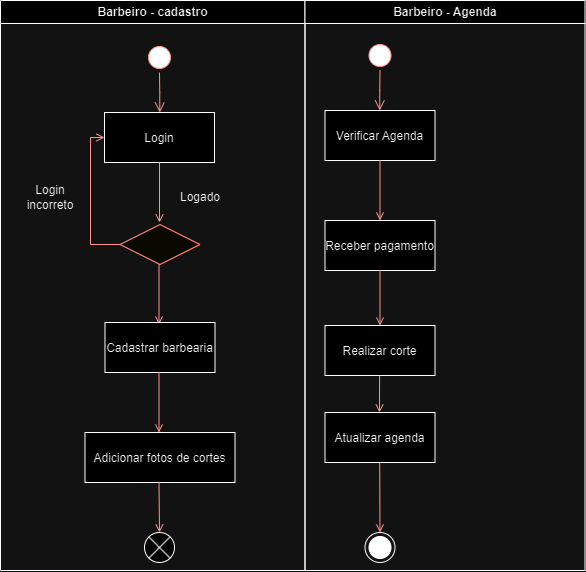 Barbeiro - cadastro
Login
Login
incorreto
Logado
Cadastrar barbearia
Adicionar fotos de cortes
Barbeiro - Agenda
Verificar Agenda
Receber pagamento
Realizar corte
Atualizar agenda